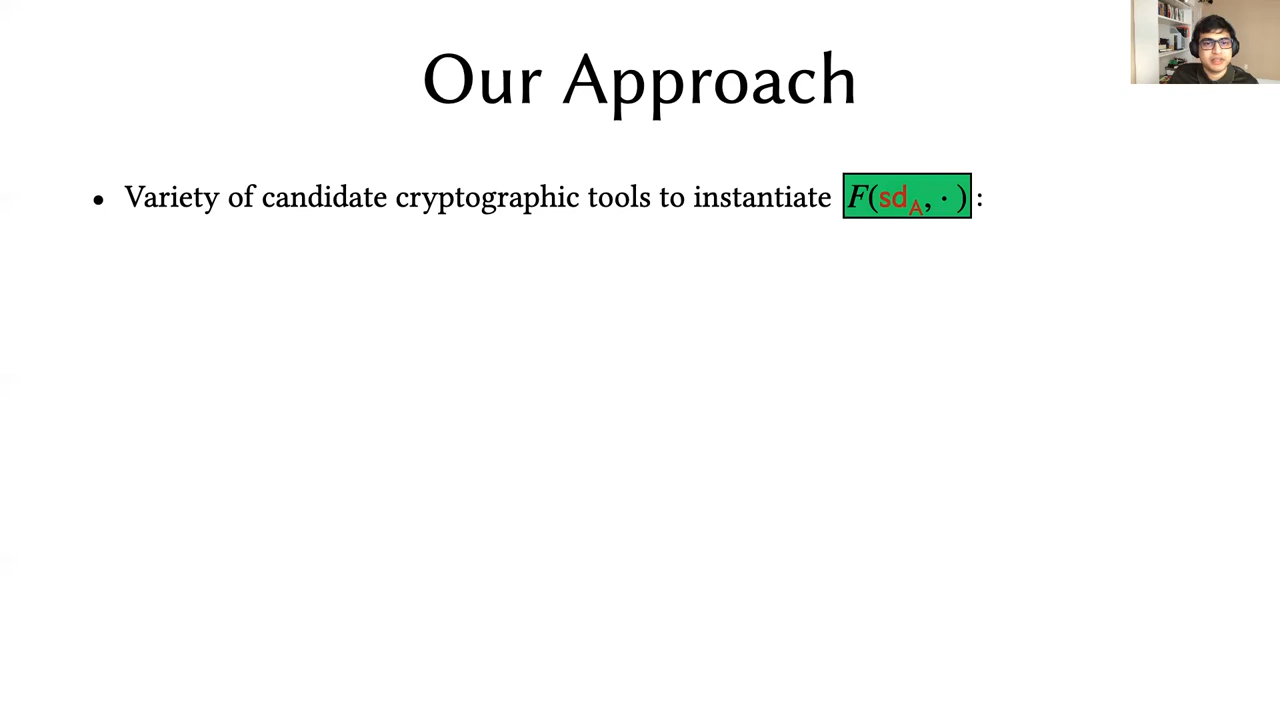 Our Approach
• Variety of candidate cryptographic tools to instantiate F(sd_A, · ) :